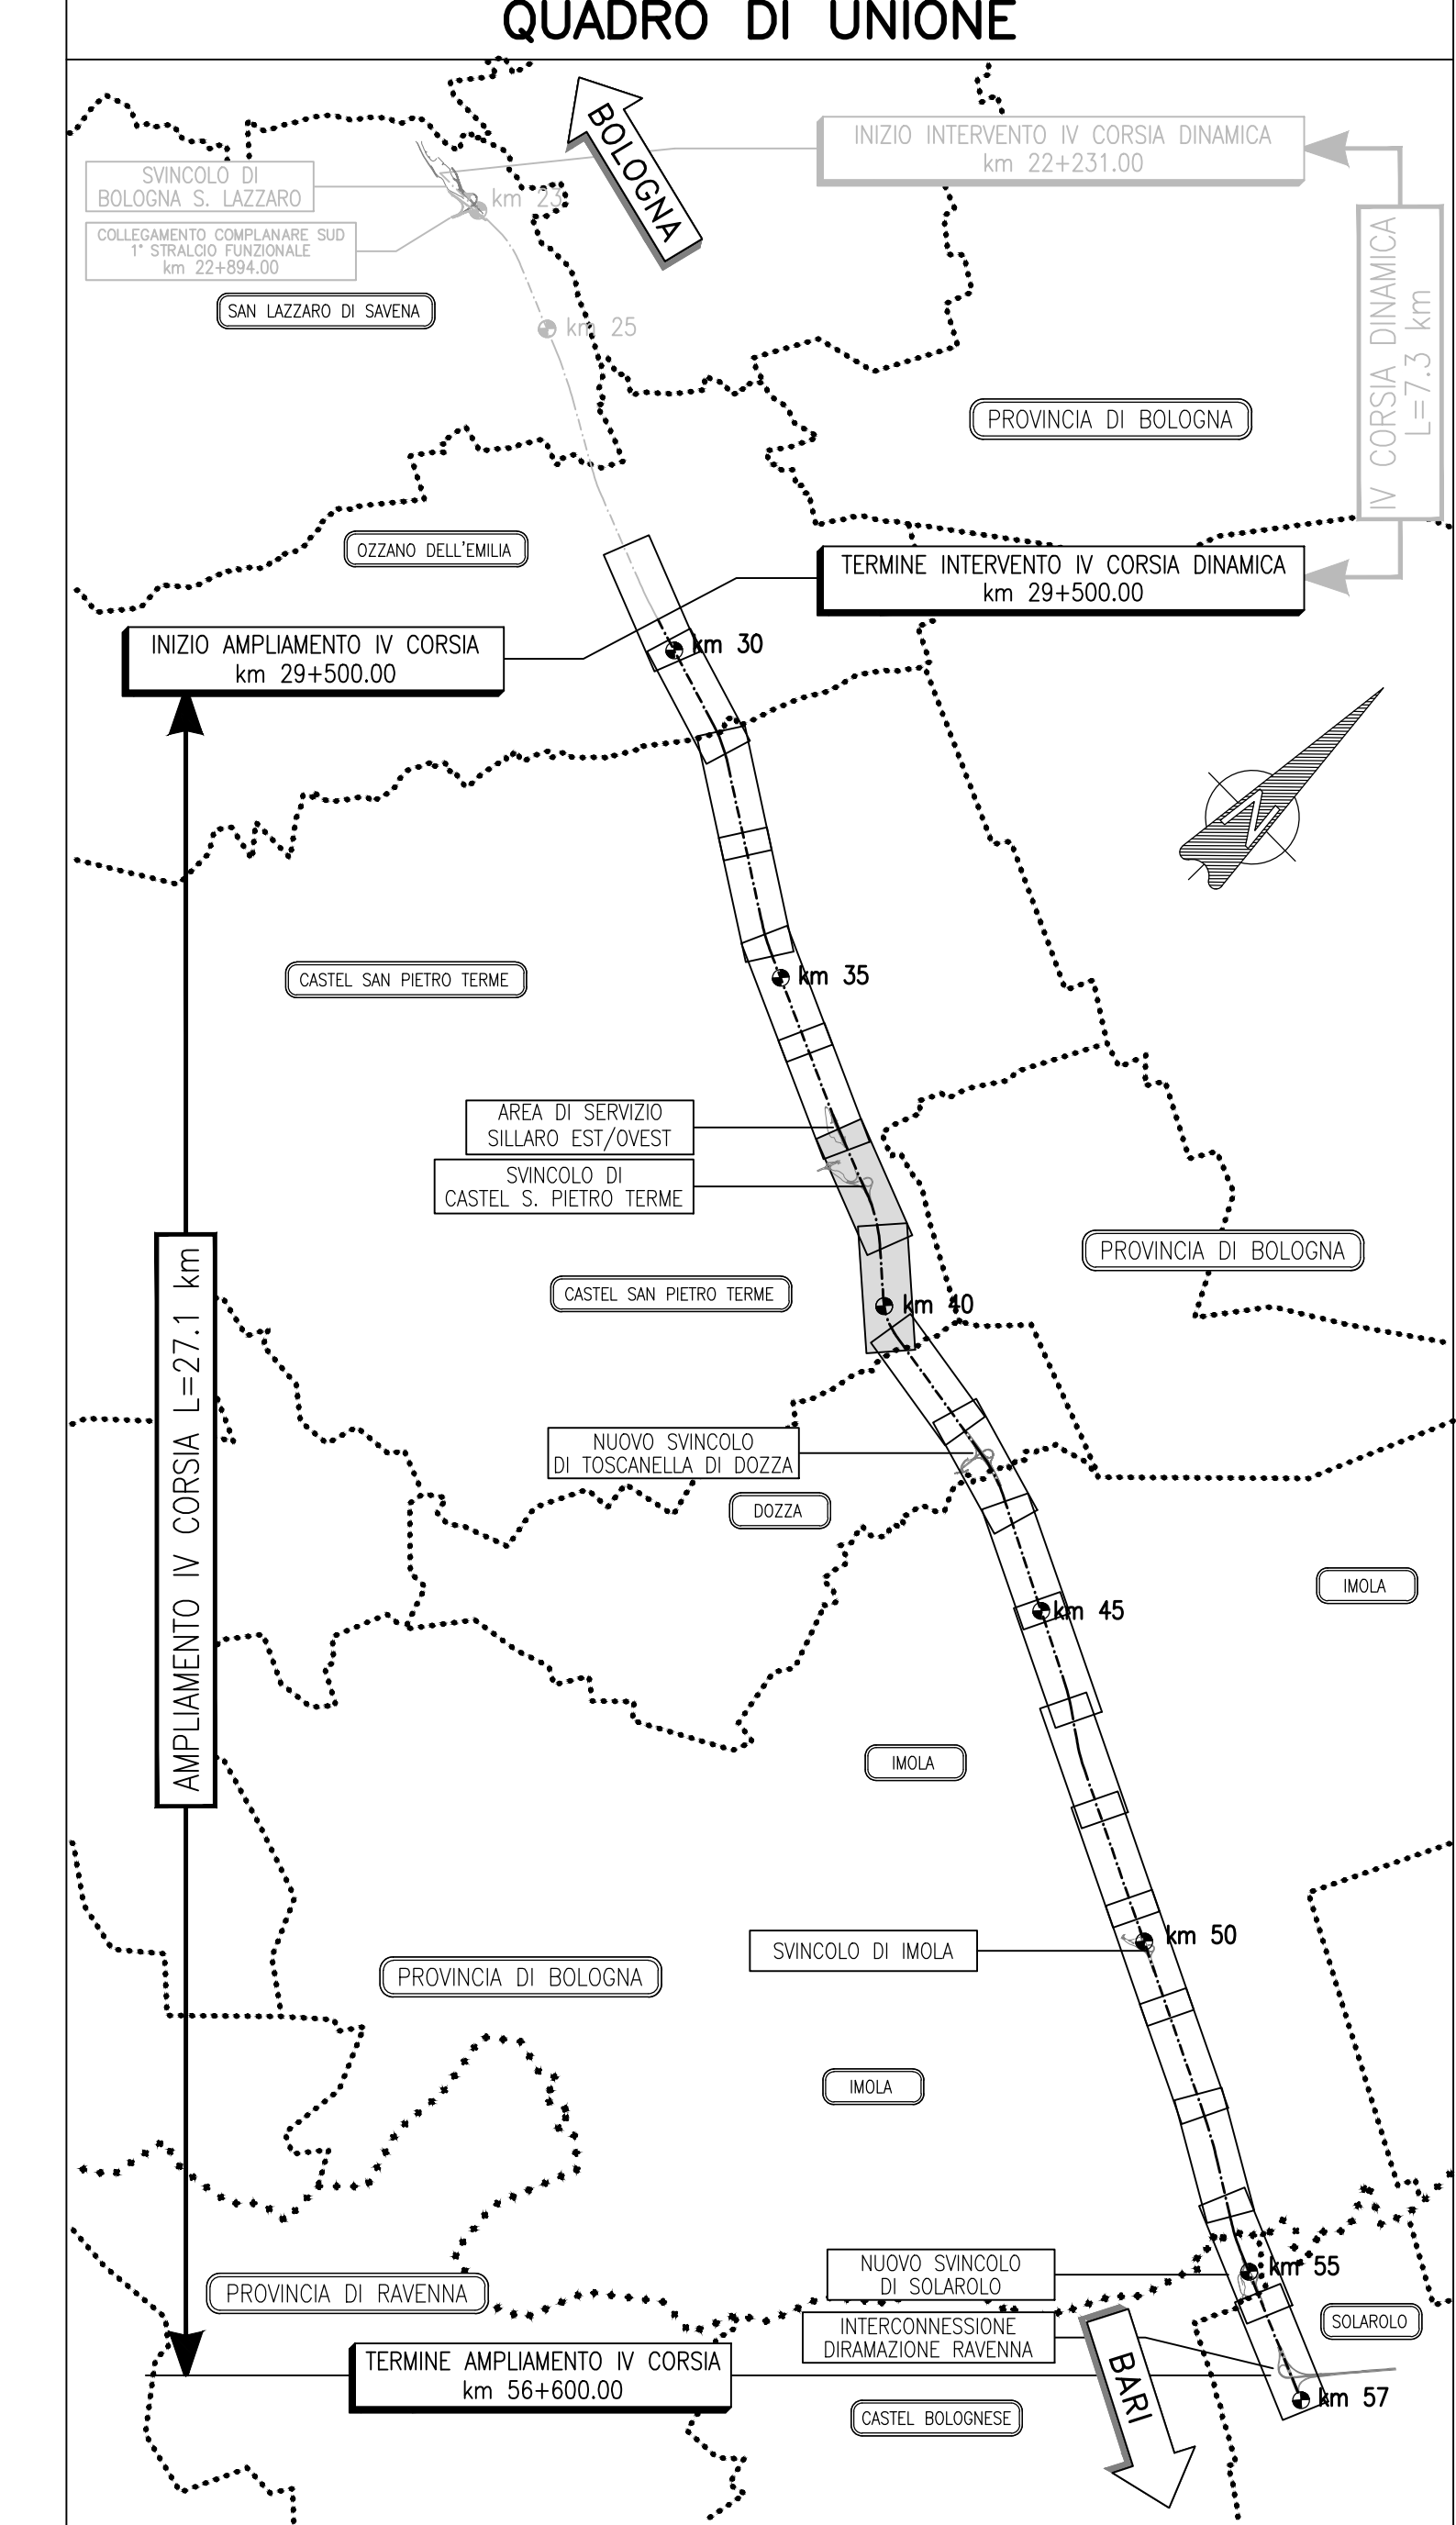 QUADRO DI UNIONE
BOLOGNA
INIZIO INTERVENTO IV CORSIA DINAMICA
km 22+231.00
SVINCOLO DI
BOLOGNA S. LAZZARO
km 23
COLLEGAMENTO COMPLANARE SUD
1° STRALCIO FUNZIONALE
km 22+894.00
SAN LAZZARO DI SAVENA
km 25
IV CORSIA DINAMICA
L=7.3 km
PROVINCIA DI BOLOGNA
OZZANO DELL'EMILIA
TERMINE INTERVENTO IV CORSIA DINAMICA
km 29+500.00
INIZIO AMPLIAMENTO IV CORSIA
km 29+500.00
km 30
N
CASTEL SAN PIETRO TERME
km 35
AREA DI SERVIZIO
SILLARO EST/OVEST
SVINCOLO DI
CASTEL S. PIETRO TERME
PROVINCIA DI BOLOGNA
CASTEL SAN PIETRO TERME
km 40
AMPLIAMENTO IV CORSIA L=27.1 km
NUOVO SVINCOLO
DI TOSCANELLA DI DOZZA
DOZZA
IMOLA
km 45
IMOLA
km 50
SVINCOLO DI IMOLA
PROVINCIA DI BOLOGNA
IMOLA
NUOVO SVINCOLO
DI SOLAROLO
km 55
PROVINCIA DI RAVENNA
INTERCONNESSIONE
DIRAMAZIONE RAVENNA
SOLAROLO
TERMINE AMPLIAMENTO IV CORSIA
km 56+600.00
BARI
km 57
CASTEL BOLOGNESE